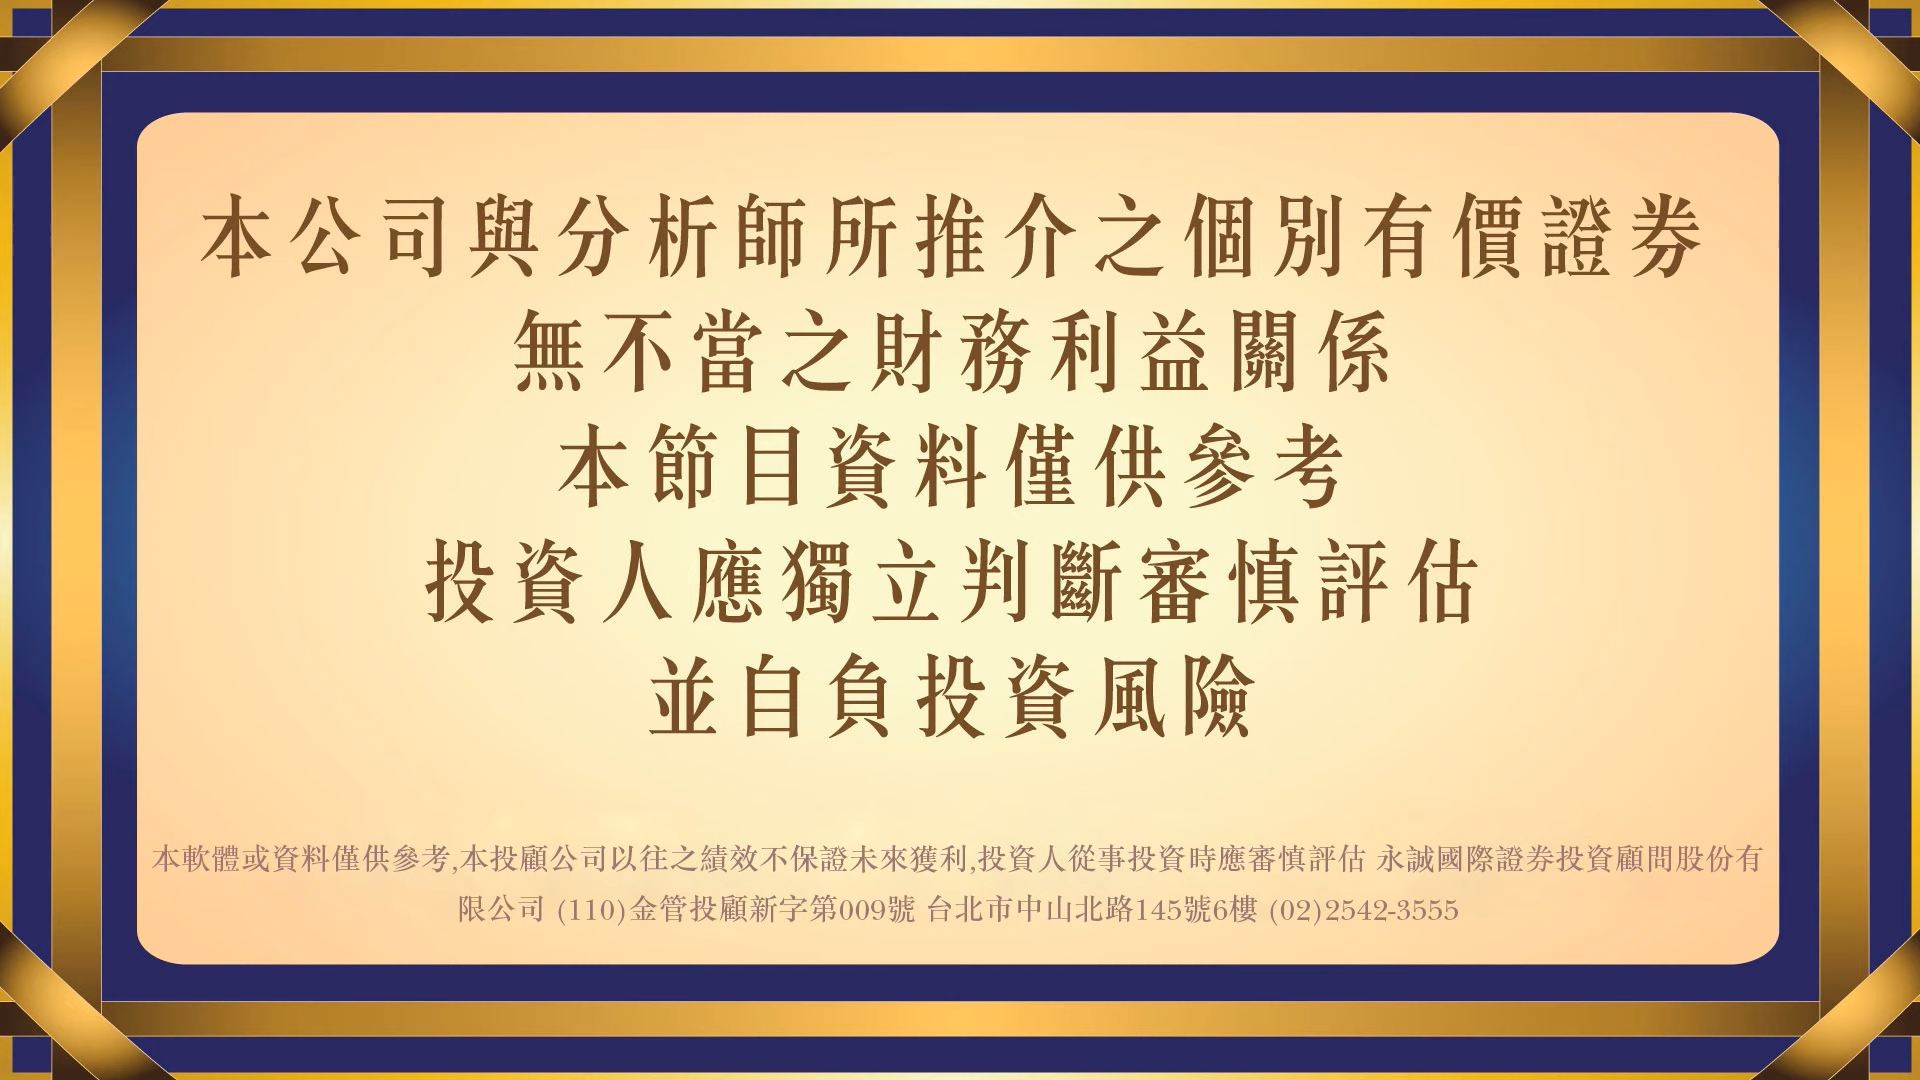 本公司與分析師所推介之個別有價證券
無不當之財務利益關係
本節目資料僅供參考
投資人應獨立判斷審慎評估
並自負投資風險
本軟體或資料僅供參考,本投顧公司以往之績效不保證未來獲利,投資人從事投資時應審慎評估 永誠國際證券投資顧問股份有
限公司 (110)金管投顧新字第009號 台北市中山北路145號6樓 (02)2542-3555